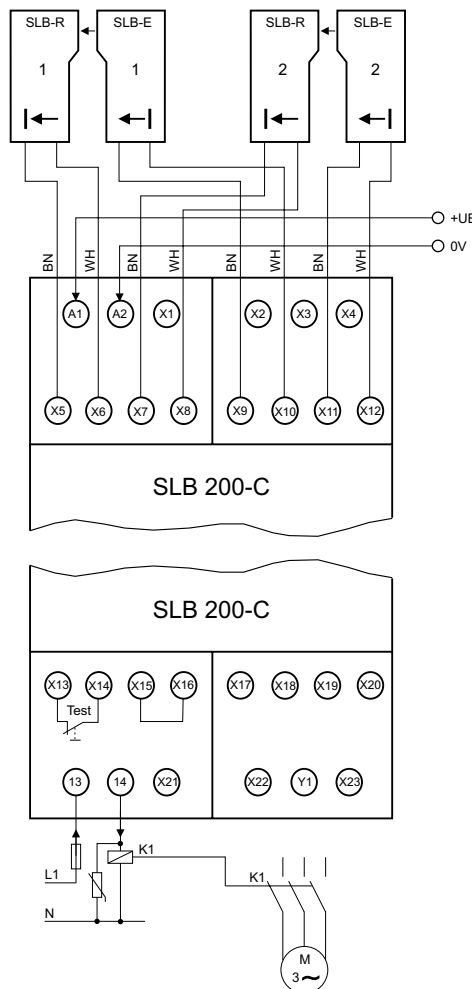 SLB-R SLB-E SLB-R SLB-E
1 1 2 2
+UB
0V
BN WH BN WH BN WH BN WH
A1 A2 X1 X2 X3 X4
X5 X6 X7 X8 X9 X10 X11 X12
SLB 200-C
SLB 200-C
X13 X14 X15 X16 X17 X18 X19 X20
Test
13 14 X21 X22 Y1 X23
K1
L1 K1
N
M
3~